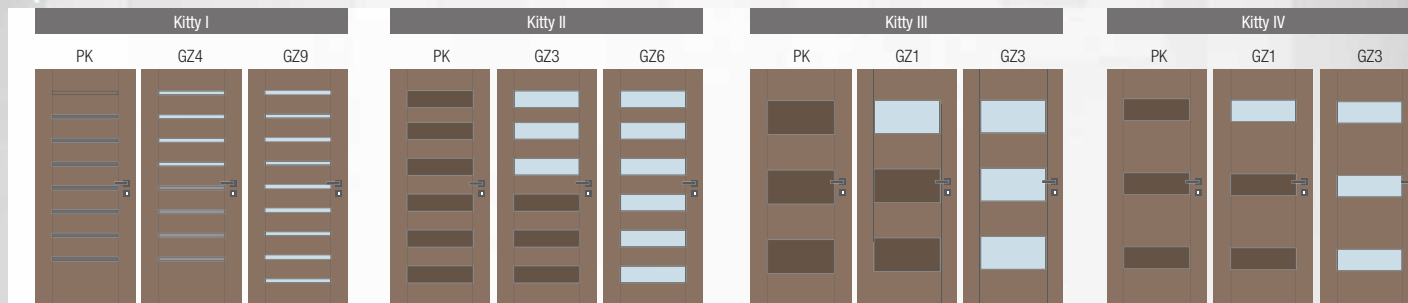 Kitty I
PK GZ4 GZ9
Kitty II
PK GZ3 GZ6
Kitty III
PK GZ1 GZ3
Kitty IV
PK GZ1 GZ3